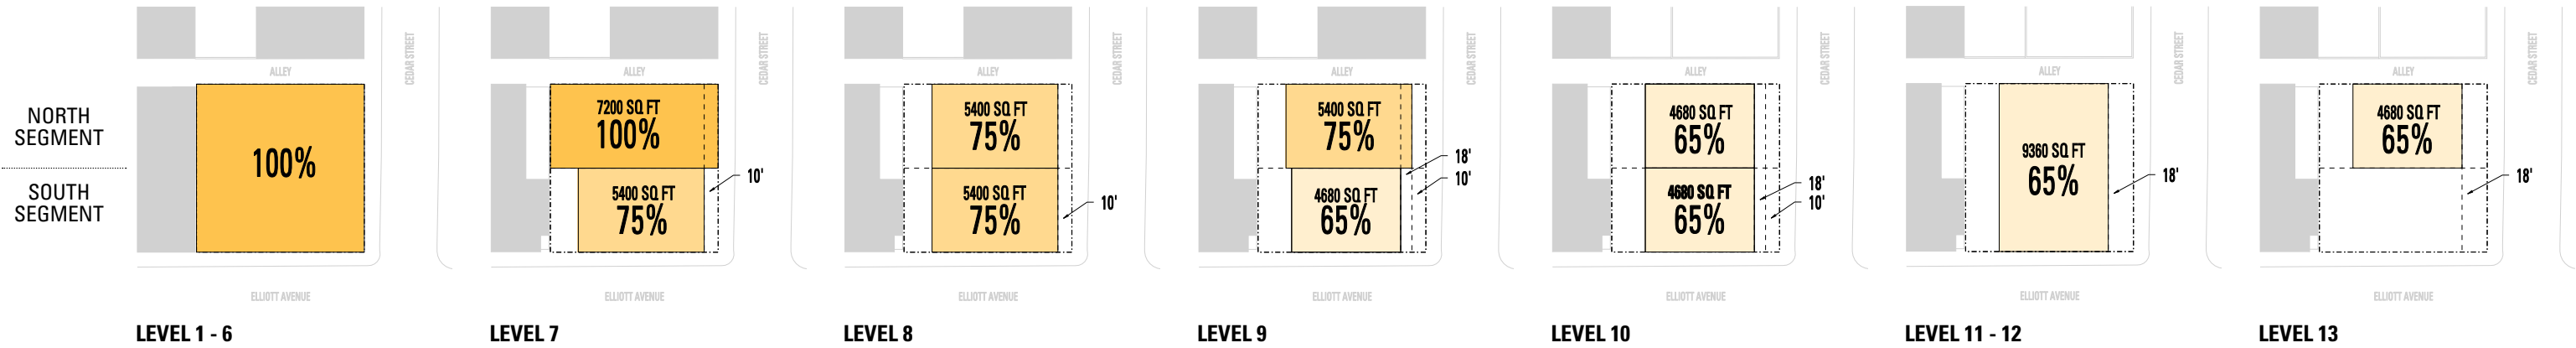 NORTH
SEGMENT
SOUTH
SEGMENT
ALLEY
CEDAR STREET
100%
ELLIOTT AVENUE
LEVEL 1 - 6
ALLEY
CEDAR STREET
7200 SQ FT
100%
5400 SQ FT
75%
10'
ELLIOTT AVENUE
LEVEL 7
ALLEY
CEDAR STREET
5400 SQ FT
75%
5400 SQ FT
75%
10'
ELLIOTT AVENUE
LEVEL 8
ALLEY
CEDAR STREET
5400 SQ FT
75%
18'
10'
4680 SQ FT
65%
ELLIOTT AVENUE
LEVEL 9
ALLEY
CEDAR STREET
4680 SQ FT
65%
4680 SQ FT
65%
18'
10'
ELLIOTT AVENUE
LEVEL 10
ALLEY
CEDAR STREET
9360 SQ FT
65%
18'
ELLIOTT AVENUE
LEVEL 11 - 12
ALLEY
CEDAR STREET
4680 SQ FT
65%
18'
ELLIOTT AVENUE
LEVEL 13